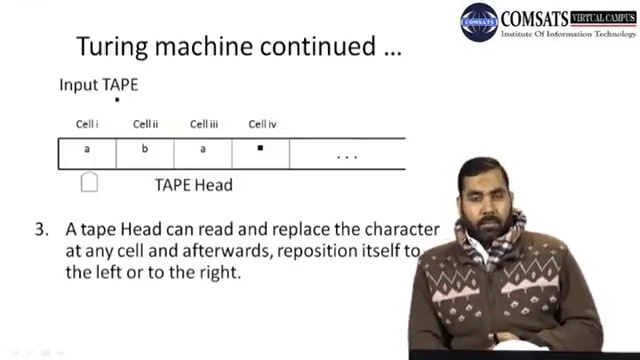 COMSATS VIRTUAL CAMPUS
Institute Of Information Technology
Turing machine continued ...
Input TAPE
Cell i Cell ii Cell iii Cell iv
a b a ■ ...
TAPE Head
3. A tape Head can read and replace the character
at any cell and afterwards, reposition itself to
the left or to the right.